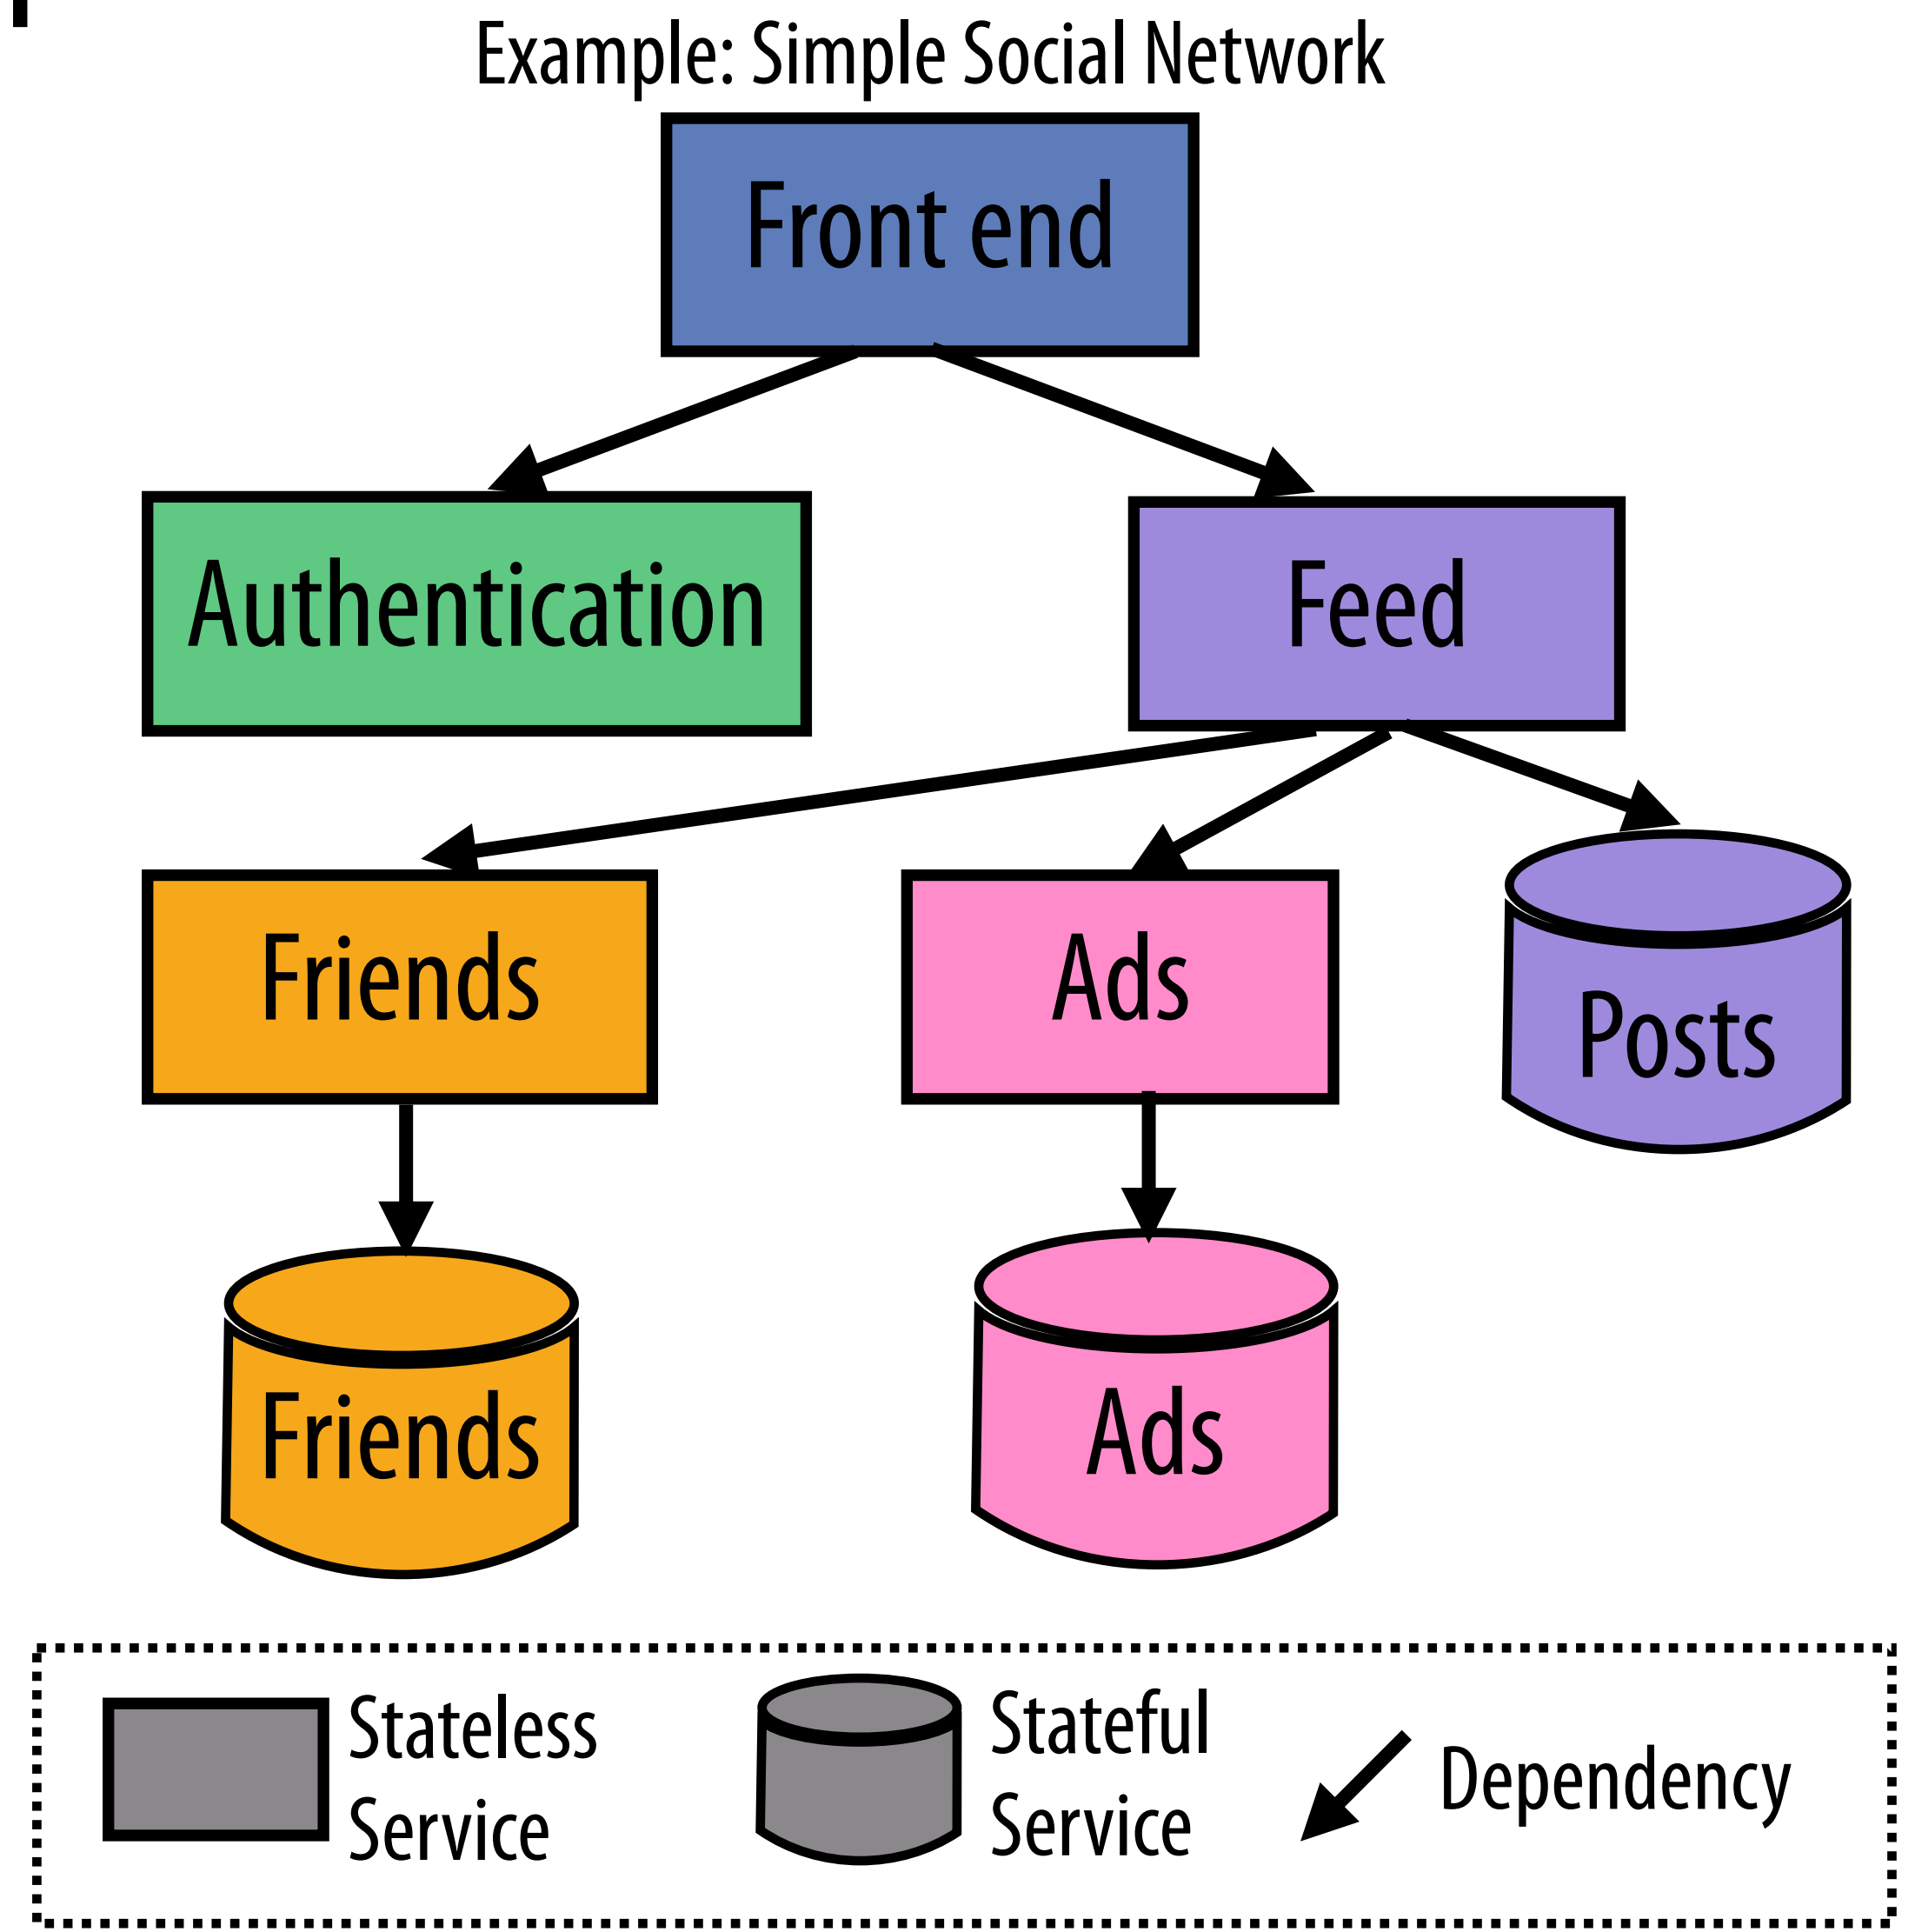 Example: Simple Social Network
Front end
Authentication
Feed
Friends
Ads
Posts
Friends
Ads
Stateless
Service
Stateful
Service
Dependency